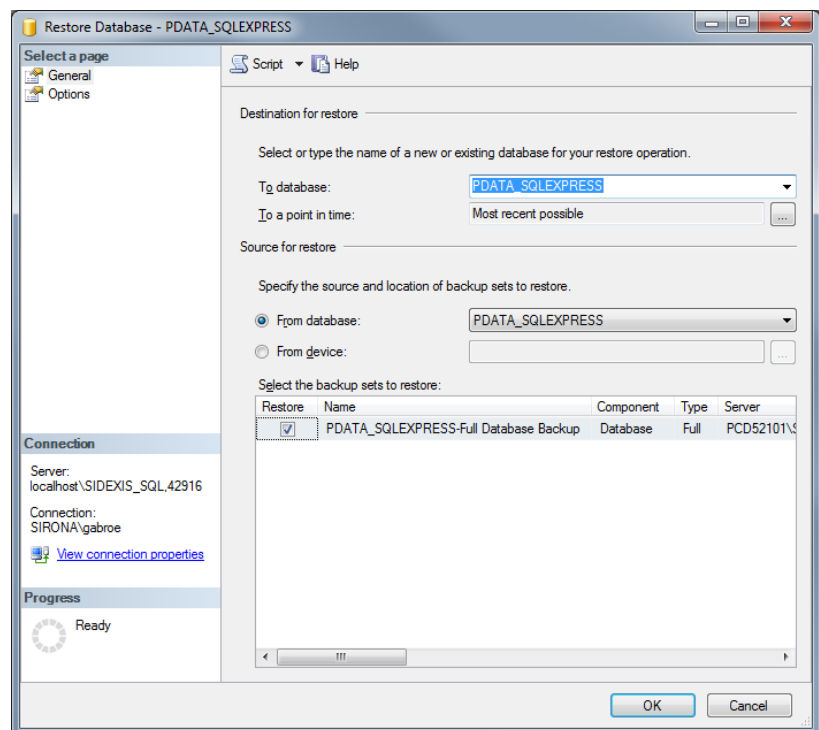 Restore Database - PDATA_SQLEXPRESS
Select a page
General
Options
Script
Help
Destination for restore
Select or type the name of a new or existing database for your restore operation.
To database:
PDATA_SQLEXPRESS
To a point in time:
Most recent possible
...
Source for restore
Specify the source and location of backup sets to restore.
From database:
PDATA_SQLEXPRESS
From device:
...
Select the backup sets to restore:
Restore Name Component Type Server
PDATA_SQLEXPRESS-Full Database Backup Database Full PCD52101\S
Connection
Server:
localhost\SIDEXIS_SQL,42916
Connection:
SIRONA\gabroe
View connection properties
Progress
Ready
OK
Cancel